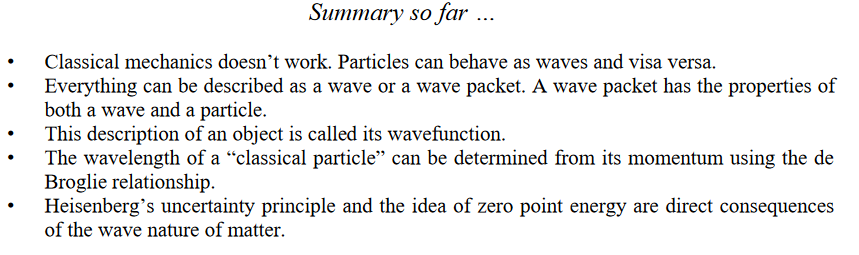 Summary so far …
• Classical mechanics doesn’t work. Particles can behave as waves and visa versa.
• Everything can be described as a wave or a wave packet. A wave packet has the properties of
both a wave and a particle.
• This description of an object is called its wavefunction.
• The wavelength of a “classical particle” can be determined from its momentum using the de
Broglie relationship.
• Heisenberg’s uncertainty principle and the idea of zero point energy are direct consequences
of the wave nature of matter.